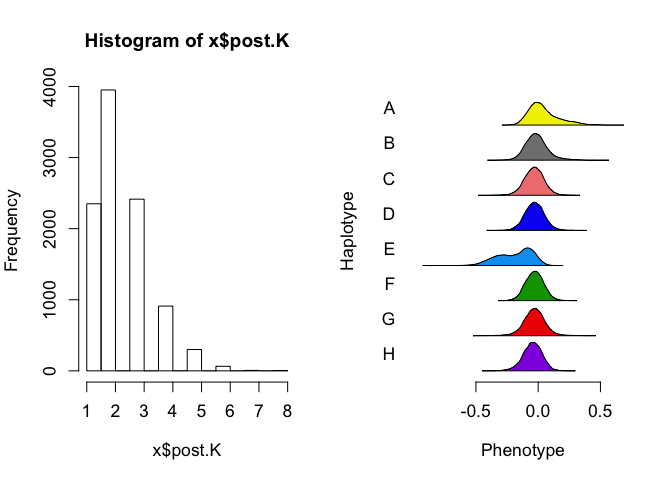 Histogram of x$post.K
Frequency
4000
3000
2000
1000
0
1 2 3 4 5 6 7 8
x$post.K
Haplotype
A
B
C
D
E
F
G
H
-0.5 0.0 0.5
Phenotype